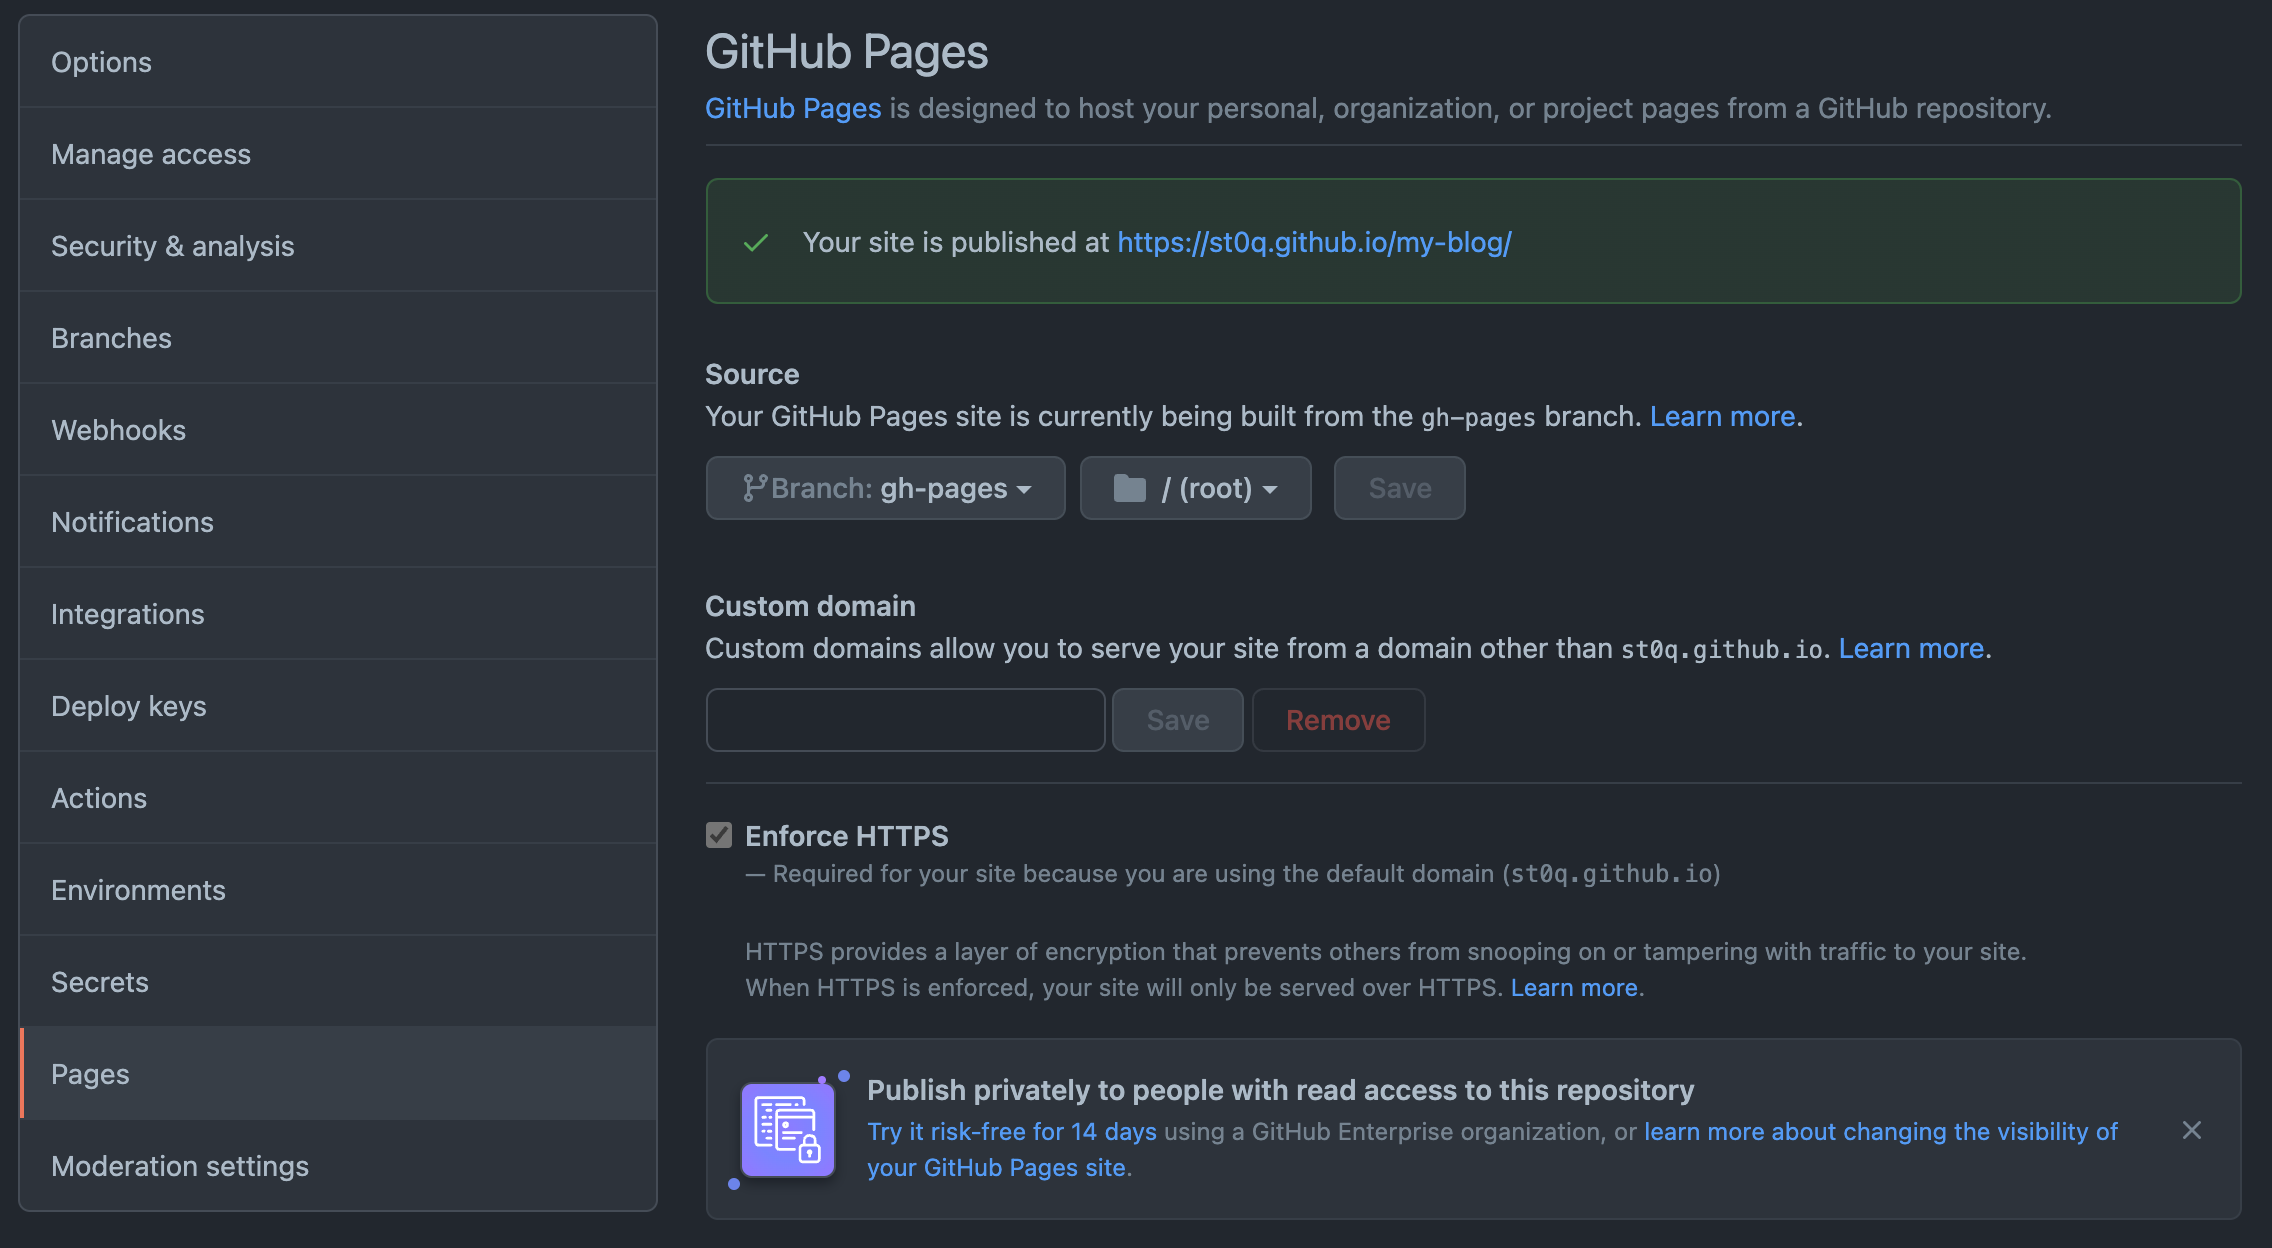 Options
Manage access
Security & analysis
Branches
Webhooks
Notifications
Integrations
Deploy keys
Actions
Environments
Secrets
Pages
Moderation settings
GitHub Pages
GitHub Pages is designed to host your personal, organization, or project pages from a GitHub repository.
Your site is published at https://st0q.github.io/my-blog/
Source
Your GitHub Pages site is currently being built from the gh-pages branch. Learn more.
Branch: gh-pages / (root) Save
Custom domain
Custom domains allow you to serve your site from a domain other than st0q.github.io. Learn more.
Save Remove
Enforce HTTPS
— Required for your site because you are using the default domain (st0q.github.io)
HTTPS provides a layer of encryption that prevents others from snooping on or tampering with traffic to your site.
When HTTPS is enforced, your site will only be served over HTTPS. Learn more.
Publish privately to people with read access to this repository
Try it risk-free for 14 days using a GitHub Enterprise organization, or learn more about changing the visibility of
your GitHub Pages site.